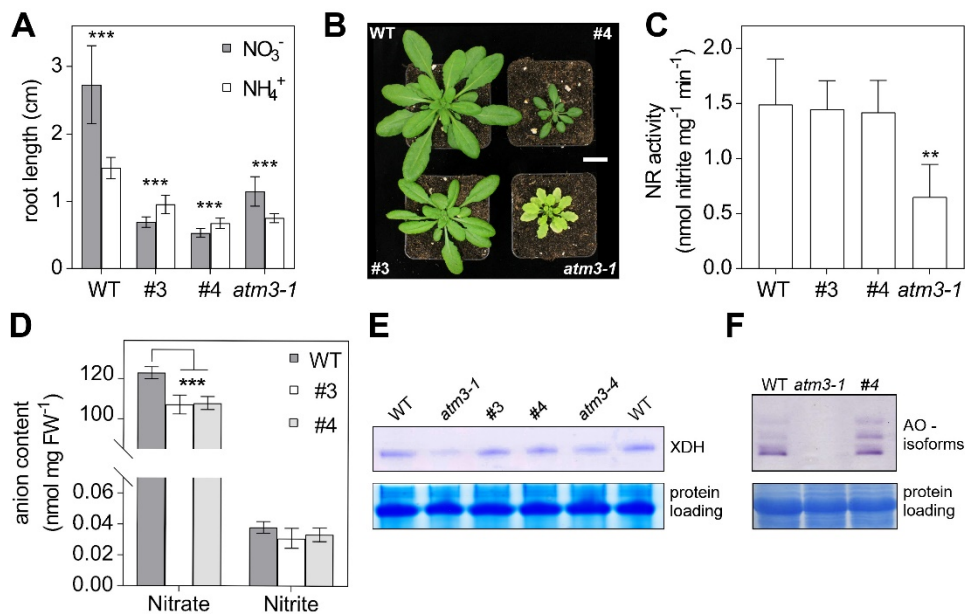 A
***
NO₃⁻
NH₄⁺
***
***
***
root length (cm)
3
2
1
0
WT
#3
#4
atm3-1
B
WT
#4
#3
atm3-1
C
NR activity
(nmol nitrite mg⁻¹ min⁻¹)
2.0
1.5
1.0
0.5
0.0
**
WT
#3
#4
atm3-1
D
anion content
(nmol mg FW⁻¹)
120
100
0.06
0.04
0.02
0.00
***
WT
#3
#4
Nitrate
Nitrite
E
WT
atm3-1
#3
#4
atm3-4
WT
XDH
protein
loading
F
WT
atm3-1
#4
AO -
isoforms
protein
loading